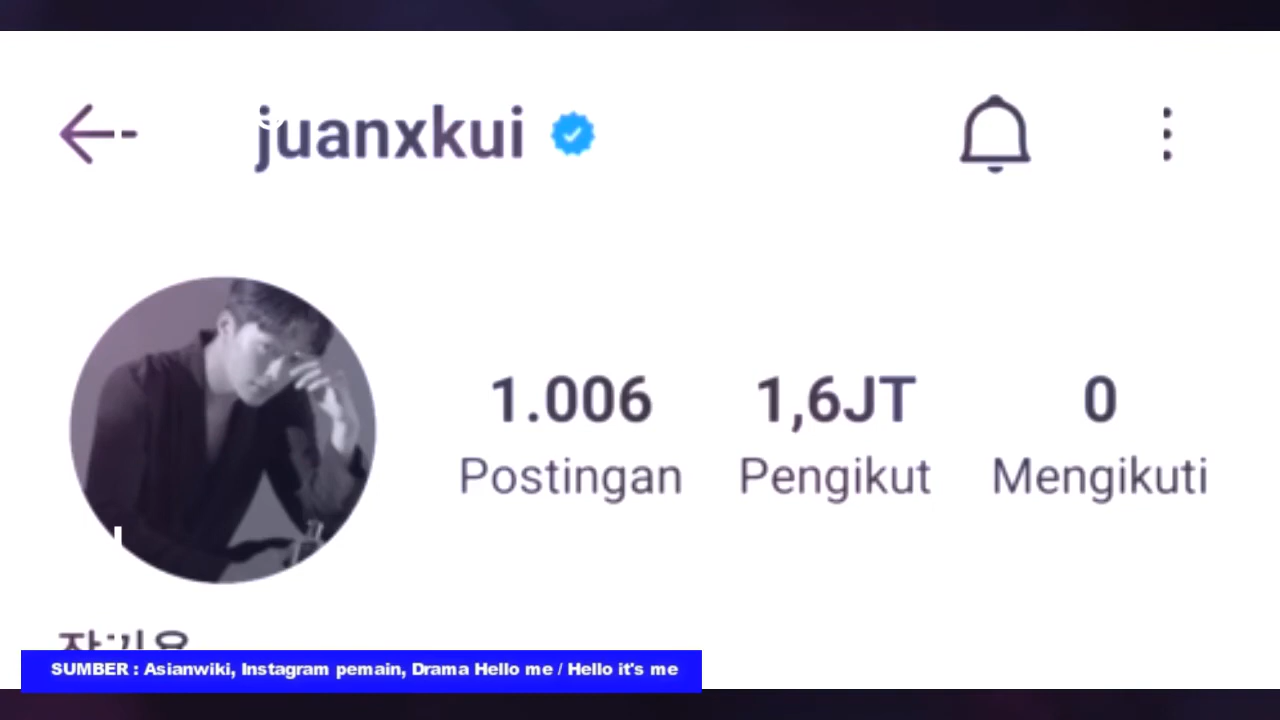 juanxkui
1.006 1,6JT 0
Postingan Pengikut Mengikuti
SUMBER : Asianwiki, Instagram pemain, Drama Hello me / Hello it's me